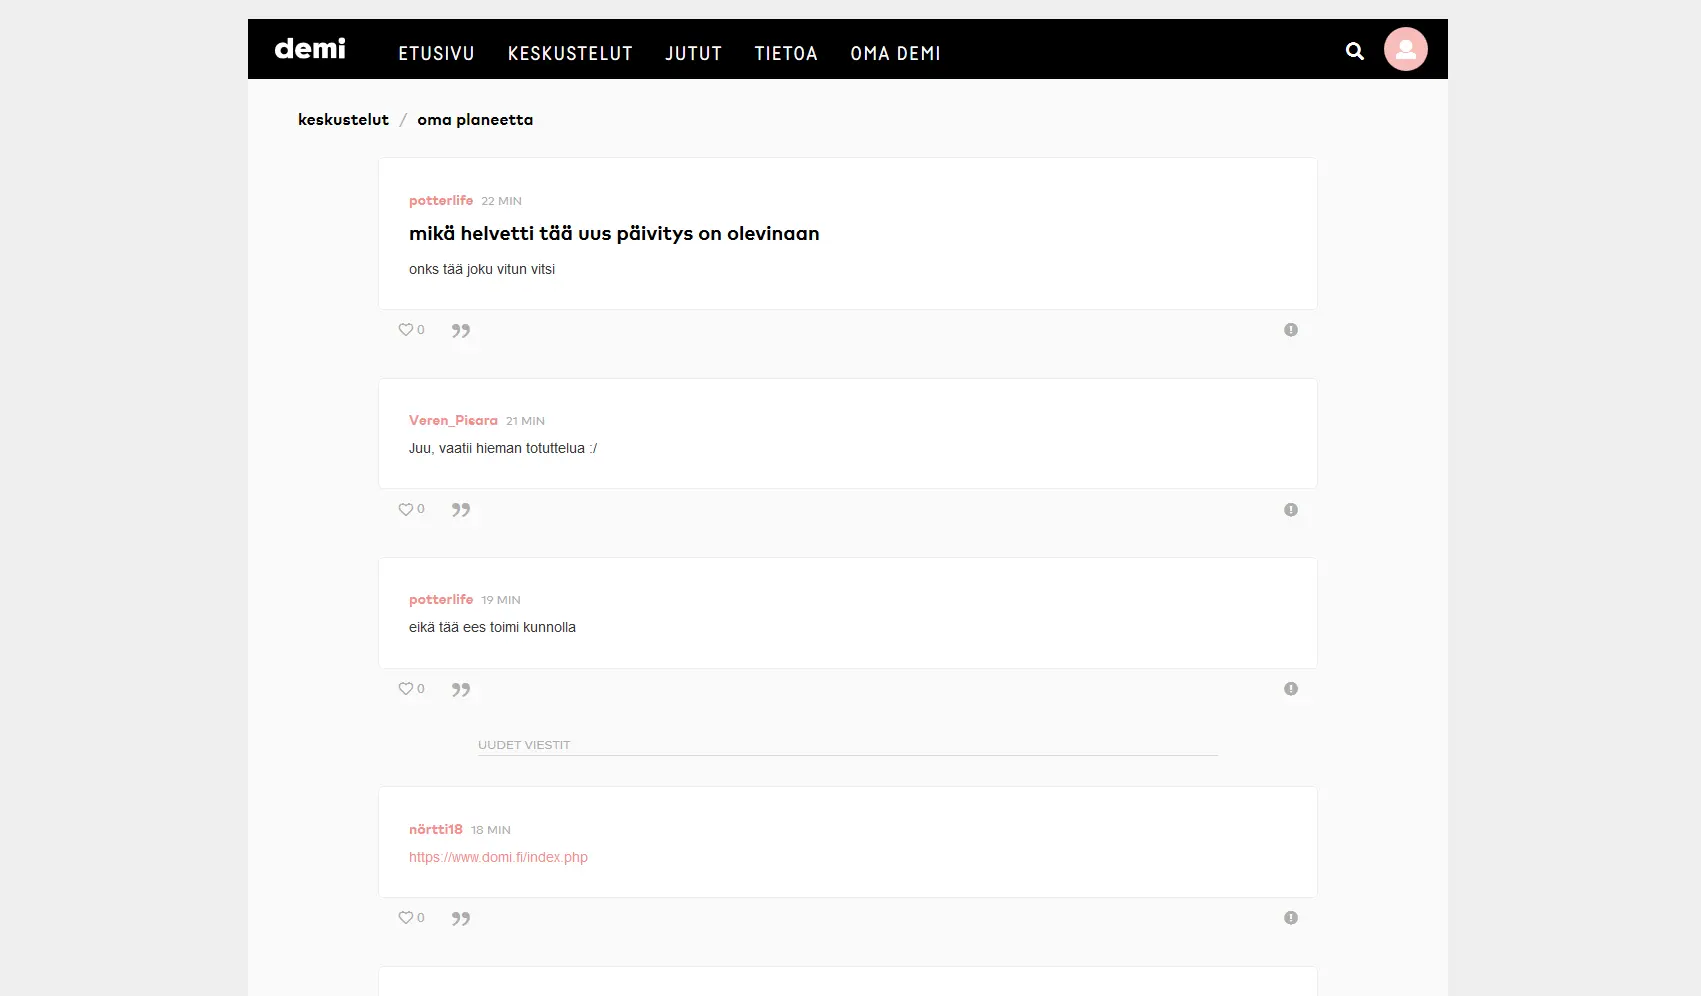 demi ETUSIVU KESKUSTELUT JUTUT TIETOA OMA DEMI
keskustelut / oma planeetta
potterlife 22 MIN
mikä helvetti tää uus päivitys on olevinaan
onks tää joku vitun vitsi
0
Veren_Pisara 21 MIN
Juu, vaatii hieman totuttelua :/
0
potterlife 19 MIN
eikä tää ees toimi kunnolla
0
UUDET VIESTIT
nörtti18 18 MIN
https://www.domi.fi/index.php
0